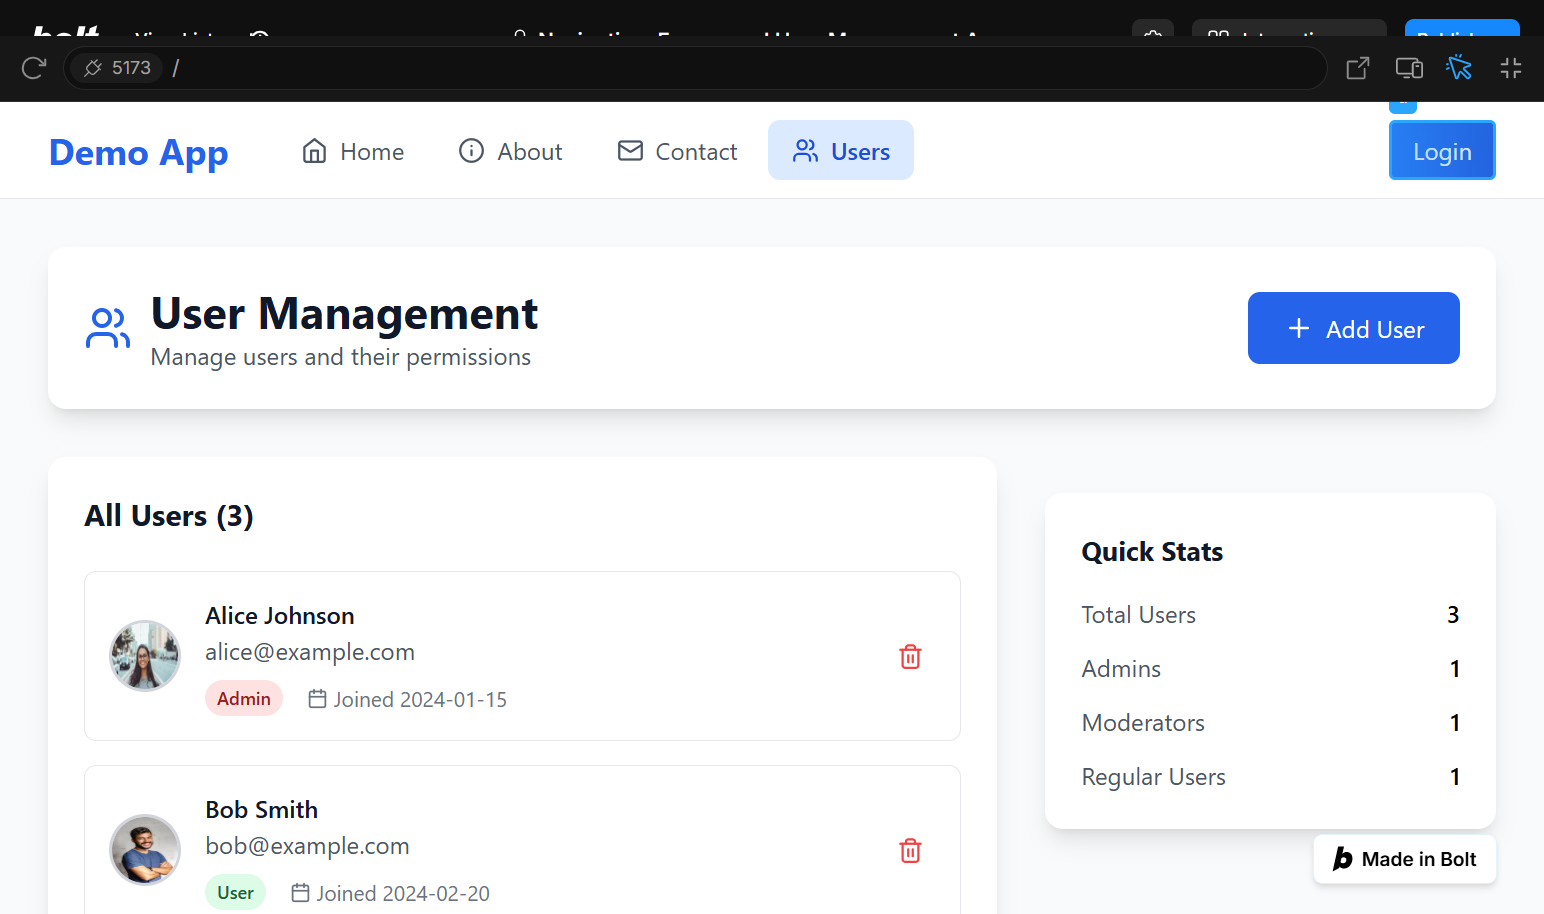 5173 /
Demo App
Home
About
Contact
Users
Login
User Management
Manage users and their permissions
Add User
All Users (3)
Alice Johnson
alice@example.com
Admin
Joined 2024-01-15
Bob Smith
bob@example.com
User
Joined 2024-02-20
Quick Stats
Total Users 3
Admins 1
Moderators 1
Regular Users 1
b Made in Bolt